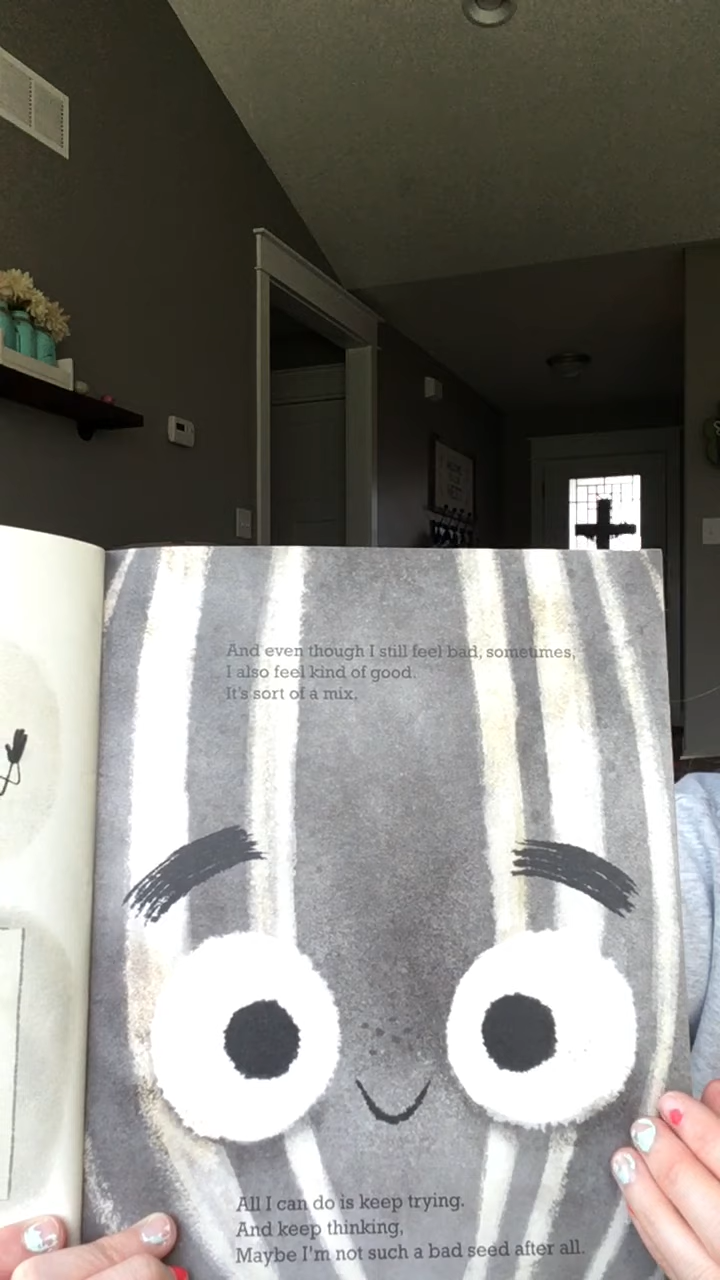 And even though I still feel bad, sometimes,
I also feel kind of good.
It's sort of a mix.
All I can do is keep trying.
And keep thinking,
Maybe I'm not such a bad seed after all.